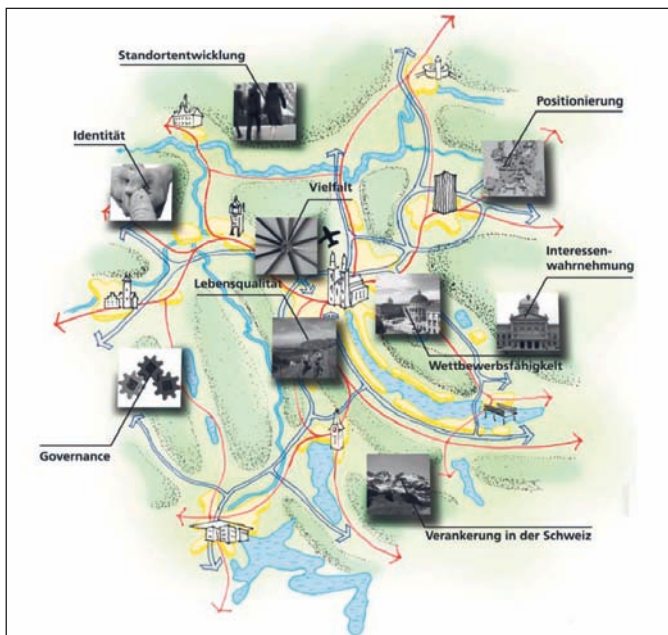 Standortentwicklung
Positionierung
Identität
Vielfalt
Interessen-
wahrnehmung
Lebensqualität
Wettbewerbsfähigkeit
Governance
Verankerung in der Schweiz